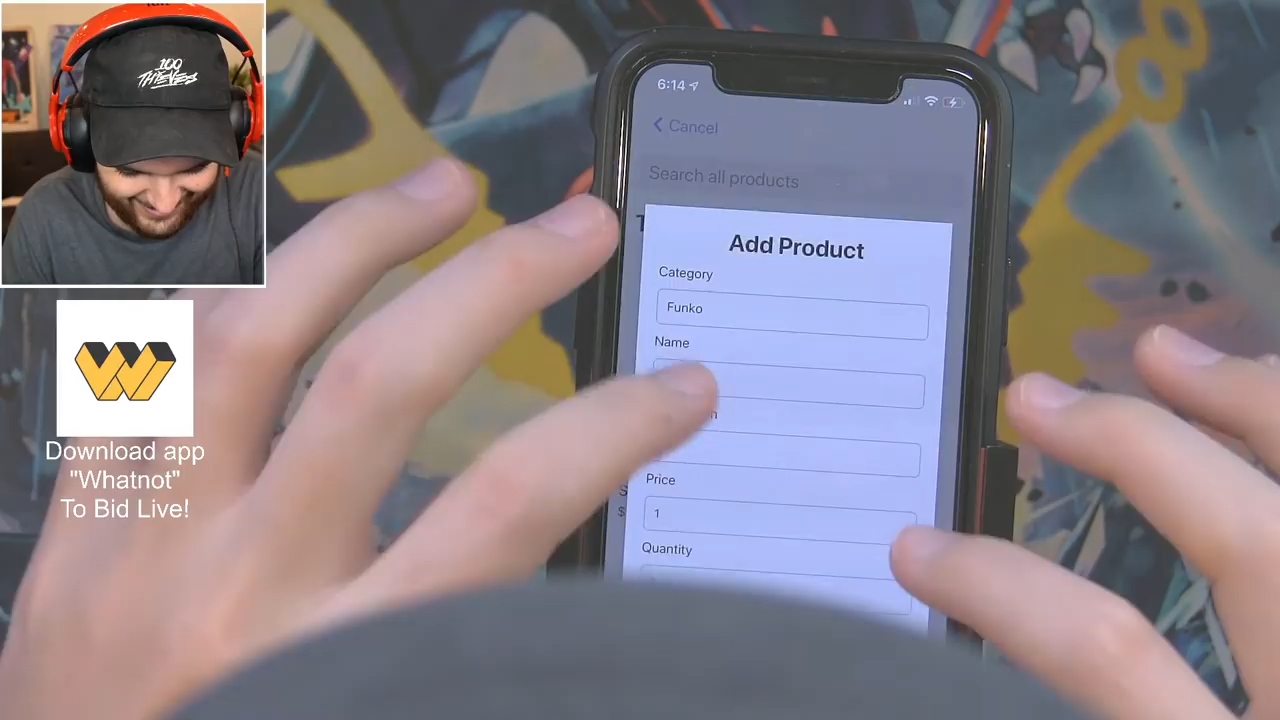 100
THIEVES
6:14
Cancel
Search all products
Add Product
Category
Funko
Name
Price
1
Quantity
W
Download app
"Whatnot"
To Bid Live!